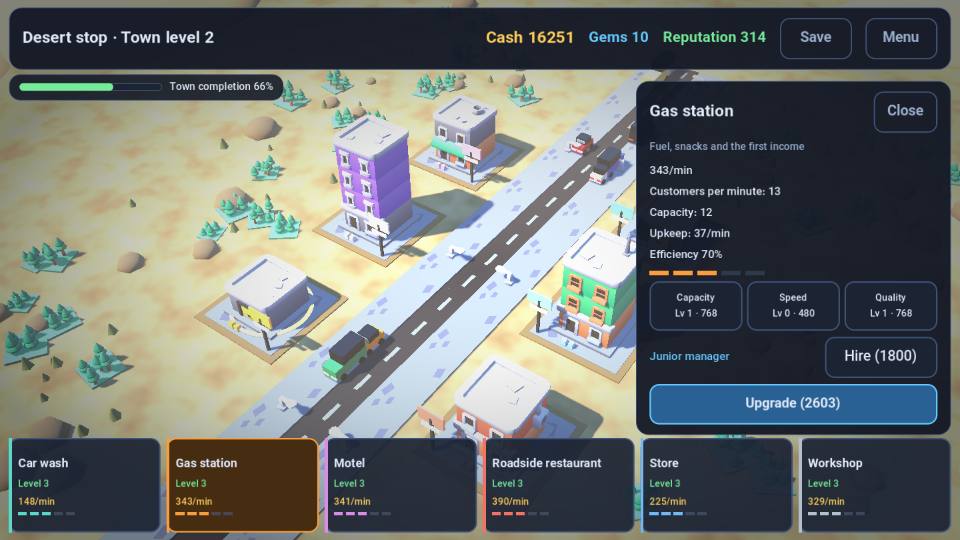 Desert stop · Town level 2
Cash 16251
Gems 10
Reputation 314
Save
Menu
Town completion 66%
Gas station
Close
Fuel, snacks and the first income
343/min
Customers per minute: 13
Capacity: 12
Upkeep: 37/min
Efficiency 70%
Capacity
Lv 1 · 768
Speed
Lv 0 · 480
Quality
Lv 1 · 768
Junior manager
Hire (1800)
Upgrade (2603)
Car wash
Level 3
148/min
Gas station
Level 3
343/min
Motel
Level 3
341/min
Roadside restaurant
Level 3
390/min
Store
Level 3
225/min
Workshop
Level 3
329/min